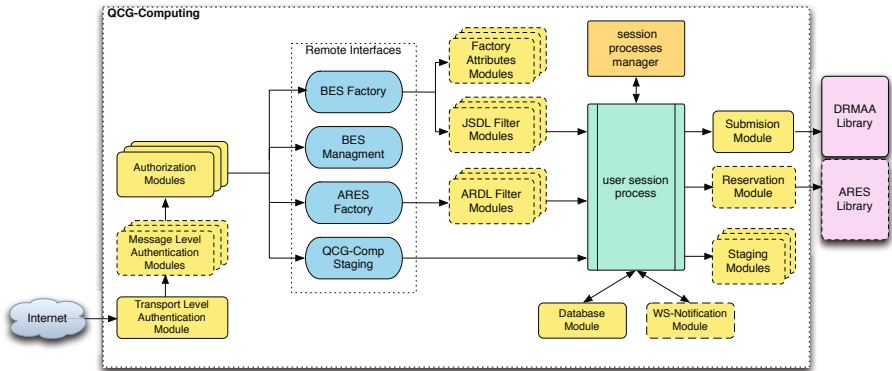 QCG-Computing
Remote Interfaces
Factory
Attributes
Modules
session
processes
manager
BES Factory
DRMAA
Library
JSDL Filter
Modules
Submision
Module
BES
Managment
Authorization
Modules
user session
process
ARES
Factory
ARDL Filter
Modules
Reservation
Module
ARES
Library
Message Level
Authentication
Modules
QCG-Comp
Staging
Staging
Modules
Internet
Transport Level
Authentication
Module
Database
Module
WS-Notification
Module